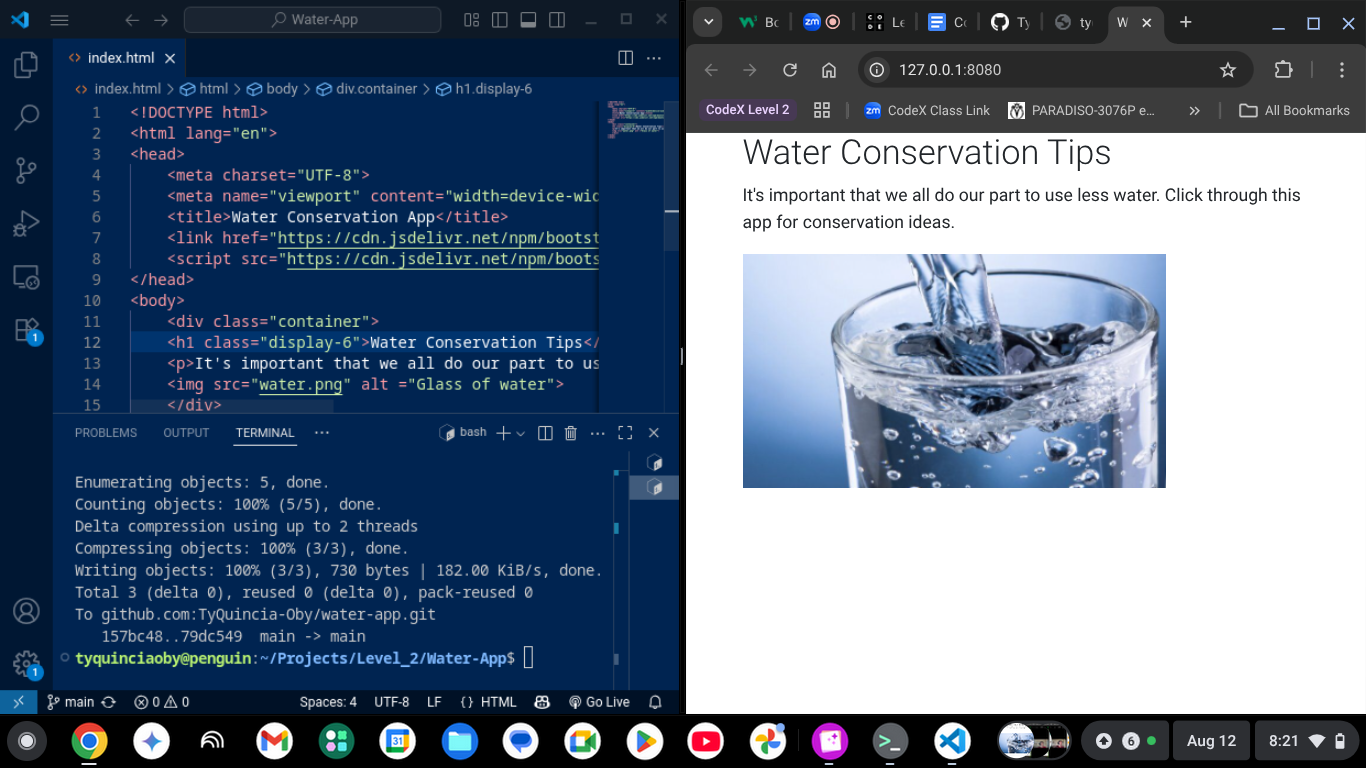 Water-App
index.html
index.html > html > body > div.container > h1.display-6
1 <!DOCTYPE html>
2 <html lang="en">
3 <head>
4 <meta charset="UTF-8">
5 <meta name="viewport" content="width=device-wid
6 <title>Water Conservation App</title>
7 <link href="https://cdn.jsdelivr.net/npm/bootst
8 <script src="https://cdn.jsdelivr.net/npm/boots
9 </head>
10 <body>
11 <div class="container">
12 <h1 class="display-6">Water Conservation Tips</
13 <p>It's important that we all do our part to us
14 <img src="water.png" alt ="Glass of water">
15 </div>
PROBLEMS OUTPUT TERMINAL ··· bash
Enumerating objects: 5, done.
Counting objects: 100% (5/5), done.
Delta compression using up to 2 threads
Compressing objects: 100% (3/3), done.
Writing objects: 100% (3/3), 730 bytes | 182.00 KiB/s, done.
Total 3 (delta 0), reused 0 (delta 0), pack-reused 0
To github.com:TyQuincia-Oby/water-app.git
157bc48..79dc549 main -> main
tyquinciaoby@penguin:~/Projects/Level_2/Water-App$
1
1
main 0 0 Spaces: 4 UTF-8 LF {} HTML Go Live
Bc zm Le Co Ty ty W
127.0.0.1:8080
CodeX Level 2 zm CodeX Class Link PARADISO-3076P e... » All Bookmarks
Water Conservation Tips
It's important that we all do our part to use less water. Click through this
app for conservation ideas.
31 6 Aug 12 8:21